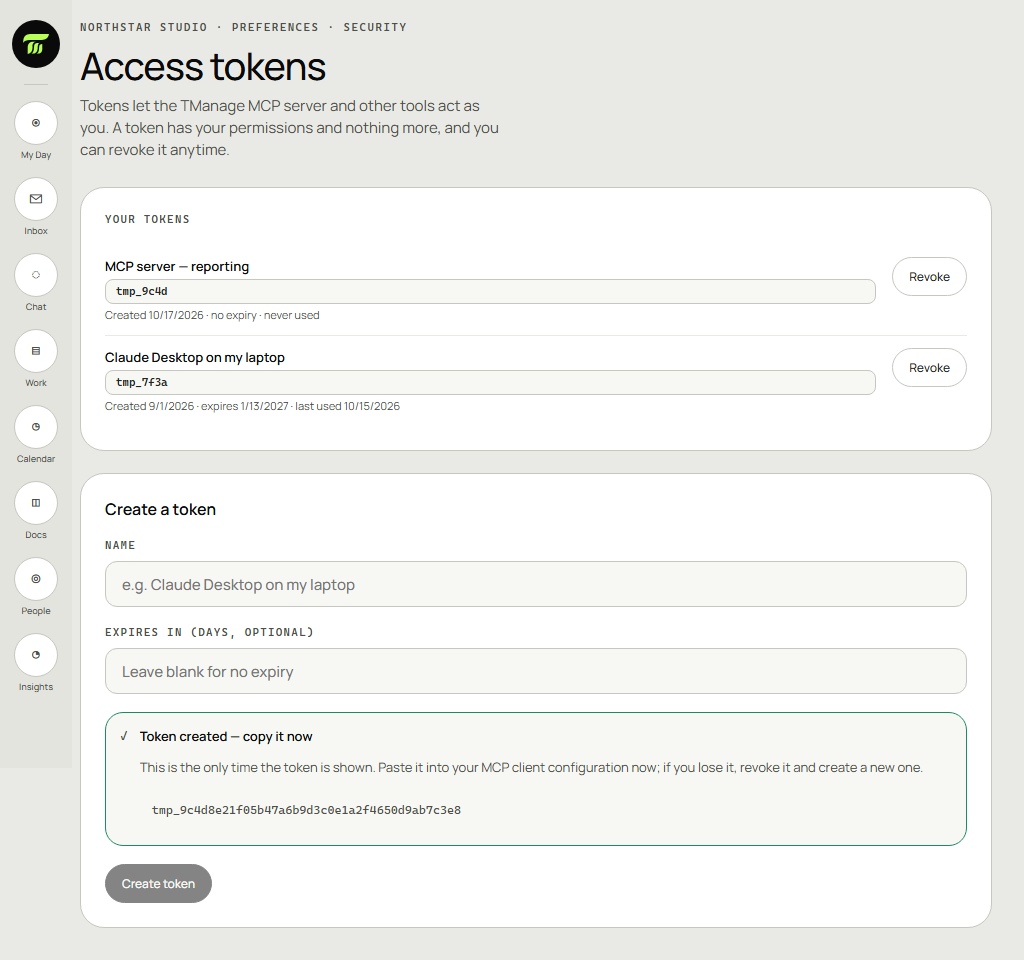 NORTHSTAR STUDIO · PREFERENCES · SECURITY
Access tokens
Tokens let the TManage MCP server and other tools act as
you. A token has your permissions and nothing more, and you
can revoke it anytime.
My Day
Inbox
Chat
Work
Calendar
Docs
People
Insights
YOUR TOKENS
MCP server — reporting
tmp_9c4d
Created 10/17/2026 · no expiry · never used
Revoke
Claude Desktop on my laptop
tmp_7f3a
Created 9/1/2026 · expires 1/13/2027 · last used 10/15/2026
Revoke
Create a token
NAME
e.g. Claude Desktop on my laptop
EXPIRES IN (DAYS, OPTIONAL)
Leave blank for no expiry
✓ Token created — copy it now
This is the only time the token is shown. Paste it into your MCP client configuration now; if you lose it, revoke it and create a new one.
tmp_9c4d8e21f05b47a6b9d3c0e1a2f4650d9ab7c3e8
Create token